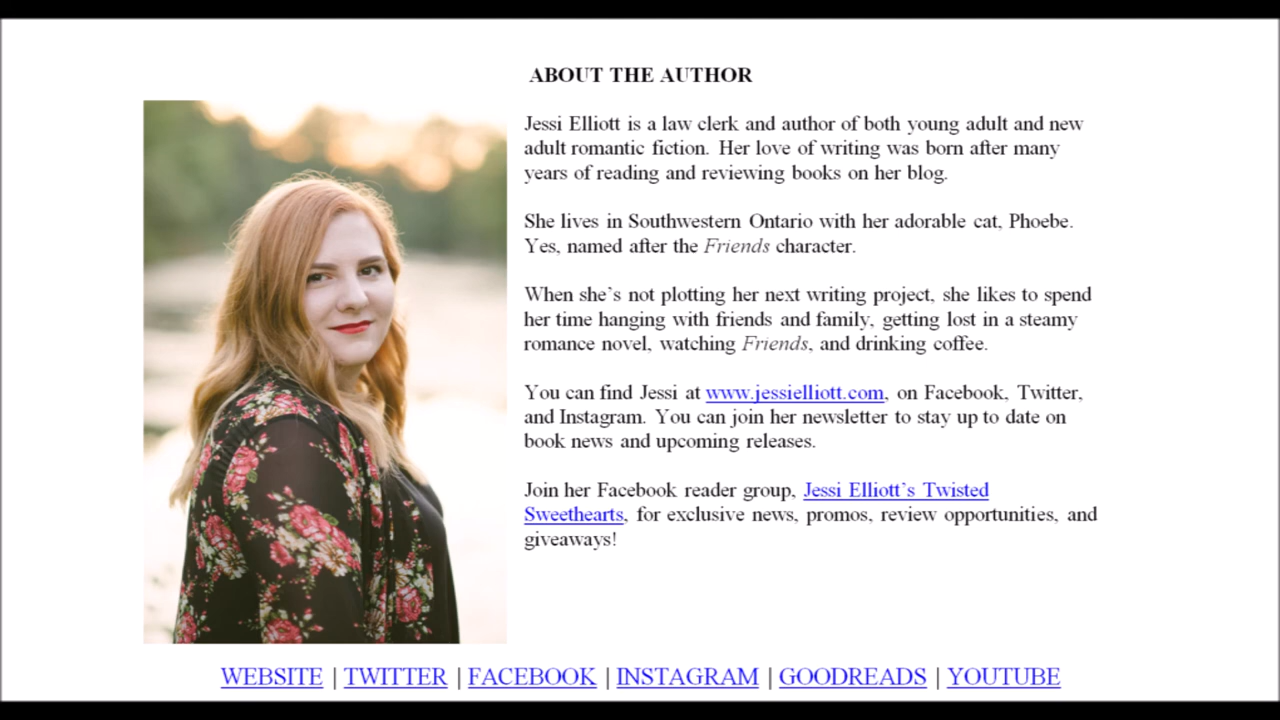 ABOUT THE AUTHOR
Jessi Elliott is a law clerk and author of both young adult and new
adult romantic fiction. Her love of writing was born after many
years of reading and reviewing books on her blog.
She lives in Southwestern Ontario with her adorable cat, Phoebe.
Yes, named after the Friends character.
When she's not plotting her next writing project, she likes to spend
her time hanging with friends and family, getting lost in a steamy
romance novel, watching Friends, and drinking coffee.
You can find Jessi at www.jessielliott.com, on Facebook, Twitter,
and Instagram. You can join her newsletter to stay up to date on
book news and upcoming releases.
Join her Facebook reader group, Jessi Elliott's Twisted
Sweethearts, for exclusive news, promos, review opportunities, and
giveaways!
WEBSITE | TWITTER | FACEBOOK | INSTAGRAM | GOODREADS | YOUTUBE